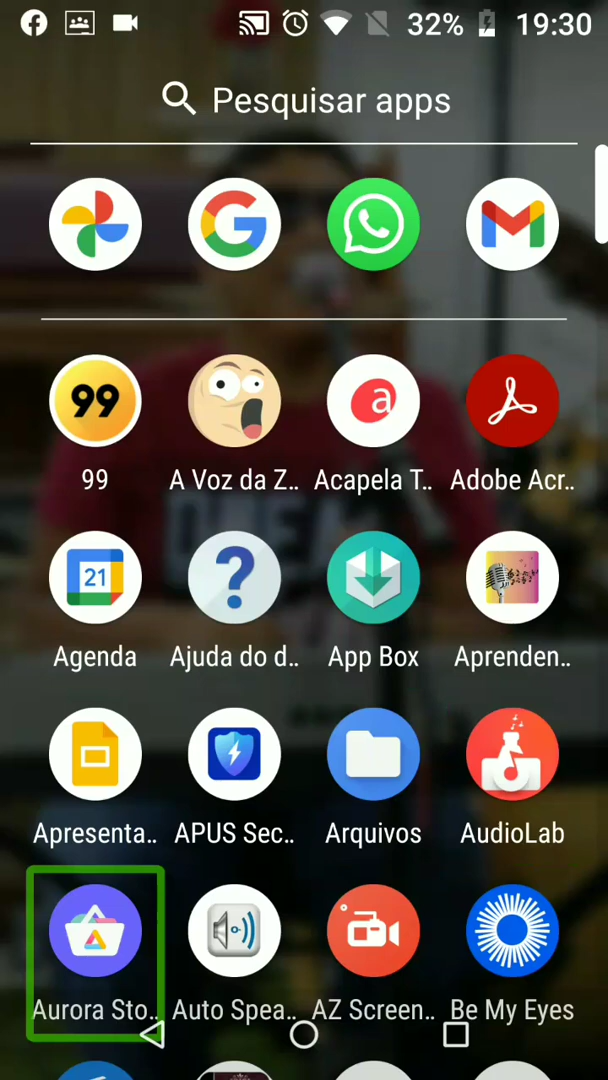 32% 19:30
Pesquisar apps
99
a
99 A Voz da Z.. Acapela T.. Adobe Acr..
21 ?
Agenda Ajuda do d.. App Box Aprenden..
Apresenta.. APUS Sec.. Arquivos AudioLab
Aurora Sto.. Auto Spea.. AZ Screen.. Be My Eyes